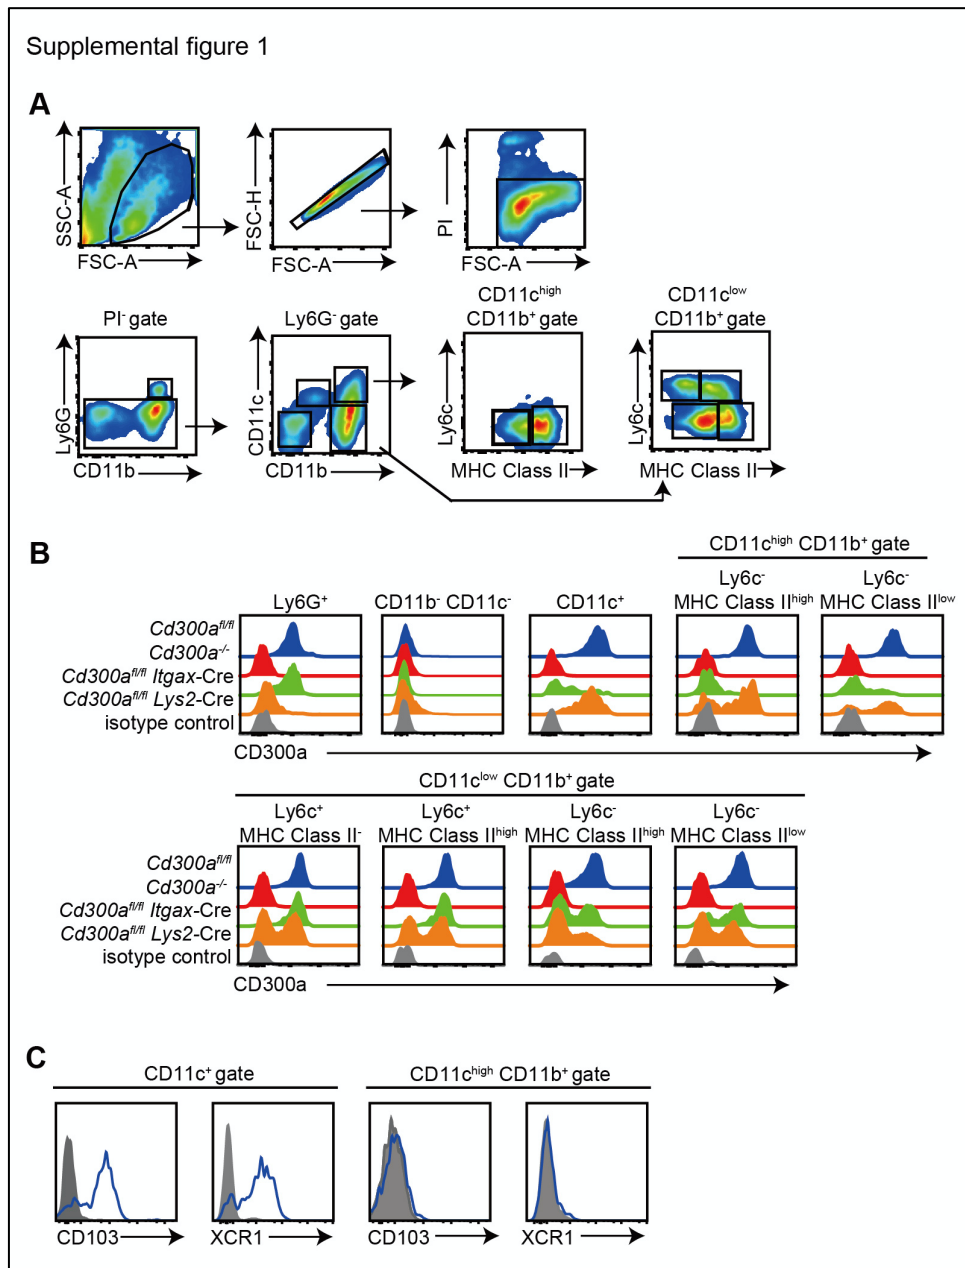 Supplemental figure 1
A
SSC-A
FSC-A
FSC-H
FSC-A
PI
FSC-A
PI- gate
Ly6G- gate
CD11chigh
CD11b+ gate
CD11clow
CD11b+ gate
Ly6G
CD11b
CD11c
CD11b
Ly6c
MHC Class II
Ly6c
MHC Class II
B
CD11chigh CD11b+ gate
Ly6G+
CD11b- CD11c-
CD11c+
Ly6c-
MHC Class IIhigh
Ly6c-
MHC Class IIlow
Cd300afl/fl
Cd300a-/-
Cd300afl/fl Itgax-Cre
Cd300afl/fl Lys2-Cre
isotype control
CD300a
CD11clow CD11b+ gate
Ly6c+
MHC Class II-
Ly6c+
MHC Class IIhigh
Ly6c-
MHC Class IIhigh
Ly6c-
MHC Class IIlow
Cd300afl/fl
Cd300a-/-
Cd300afl/fl Itgax-Cre
Cd300afl/fl Lys2-Cre
isotype control
CD300a
C
CD11c+ gate
CD11chigh CD11b+ gate
CD103
XCR1
CD103
XCR1